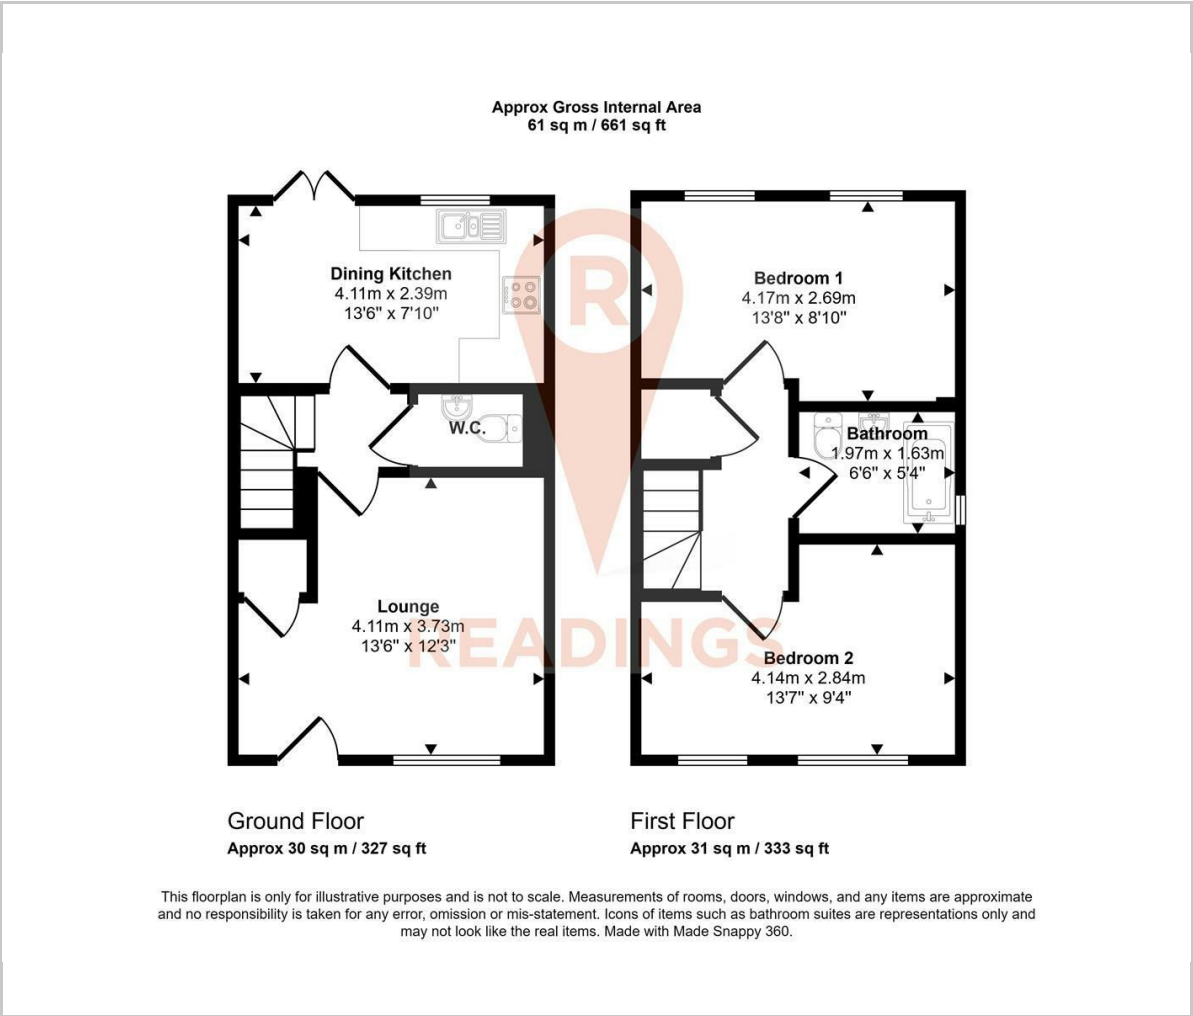 Approx Gross Internal Area
61 sq m / 661 sq ft
Dining Kitchen
4.11m x 2.39m
13'6" x 7'10"
W.C.
Lounge
4.11m x 3.73m
13'6" x 12'3"
Bedroom 1
4.17m x 2.69m
13'8" x 8'10"
Bathroom
1.97m x 1.63m
6'6" x 5'4"
Bedroom 2
4.14m x 2.84m
13'7" x 9'4"
R
READINGS
Ground Floor
Approx 30 sq m / 327 sq ft
First Floor
Approx 31 sq m / 333 sq ft
This floorplan is only for illustrative purposes and is not to scale. Measurements of rooms, doors, windows, and any items are approximate
and no responsibility is taken for any error, omission or mis-statement. Icons of items such as bathroom suites are representations only and
may not look like the real items. Made with Made Snappy 360.